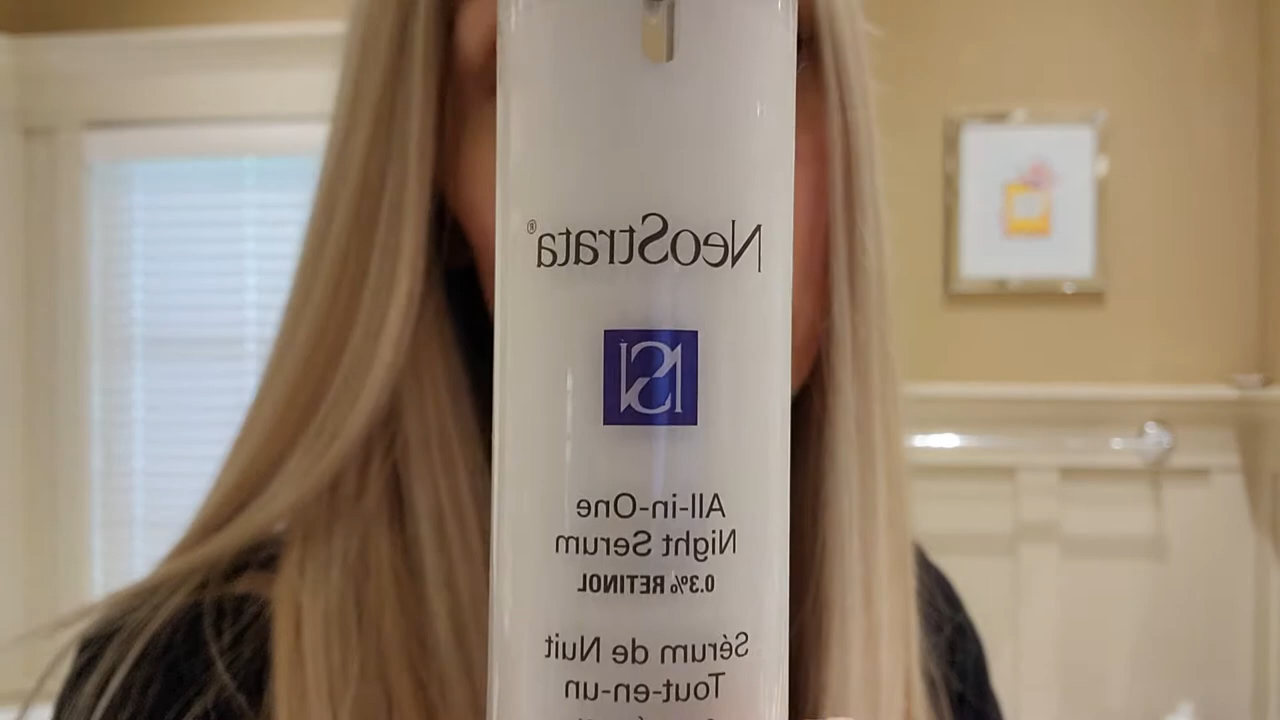 NeoStrata®
NS
All-in-One
Night Serum
0.3% RETINOL
Sérum de Nuit
Tout-en-un